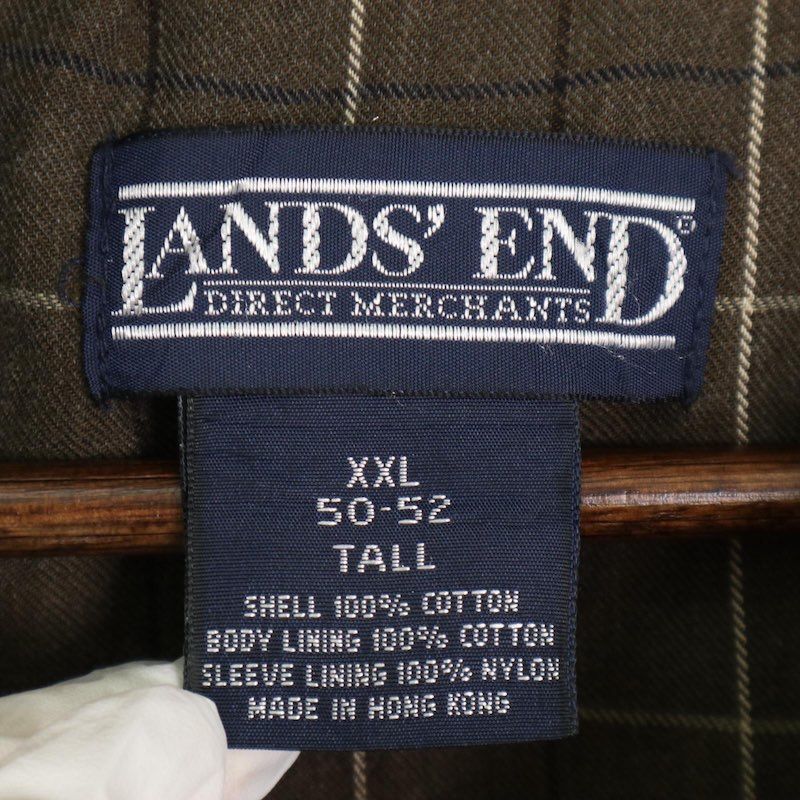 LANDS' END®
DIRECT MERCHANTS
XXL
50-52
TALL
SHELL 100% COTTON
BODY LINING 100% COTTON
SLEEVE LINING 100% NYLON
MADE IN HONG KONG